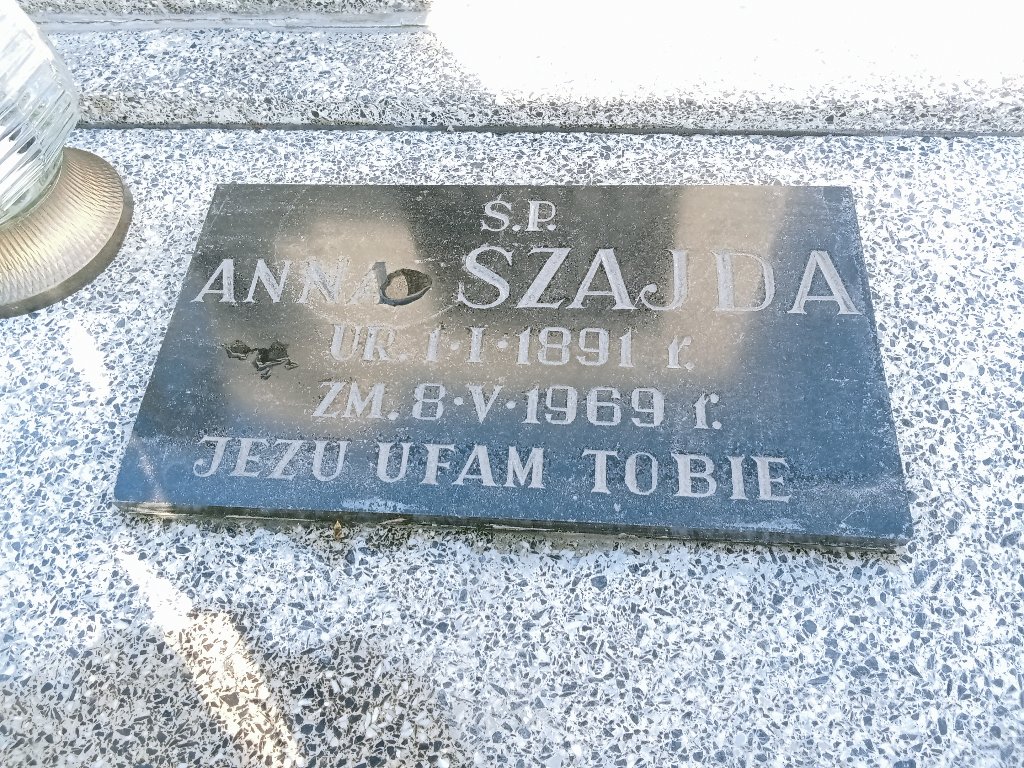 Ś.P.
ANNA SZAJDA
UR. 1·I·1891 r.
ZM. 8·V·1969 r.
JEZU UFAM TOBIE